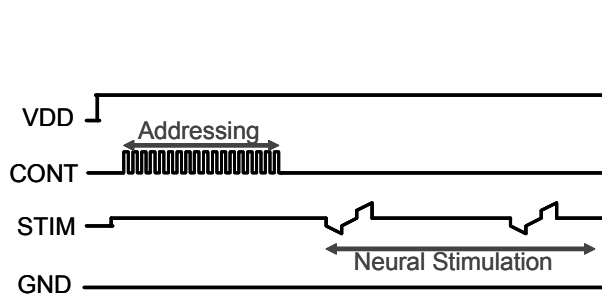 VDD
Addressing
CONT
STIM
Neural Stimulation
GND